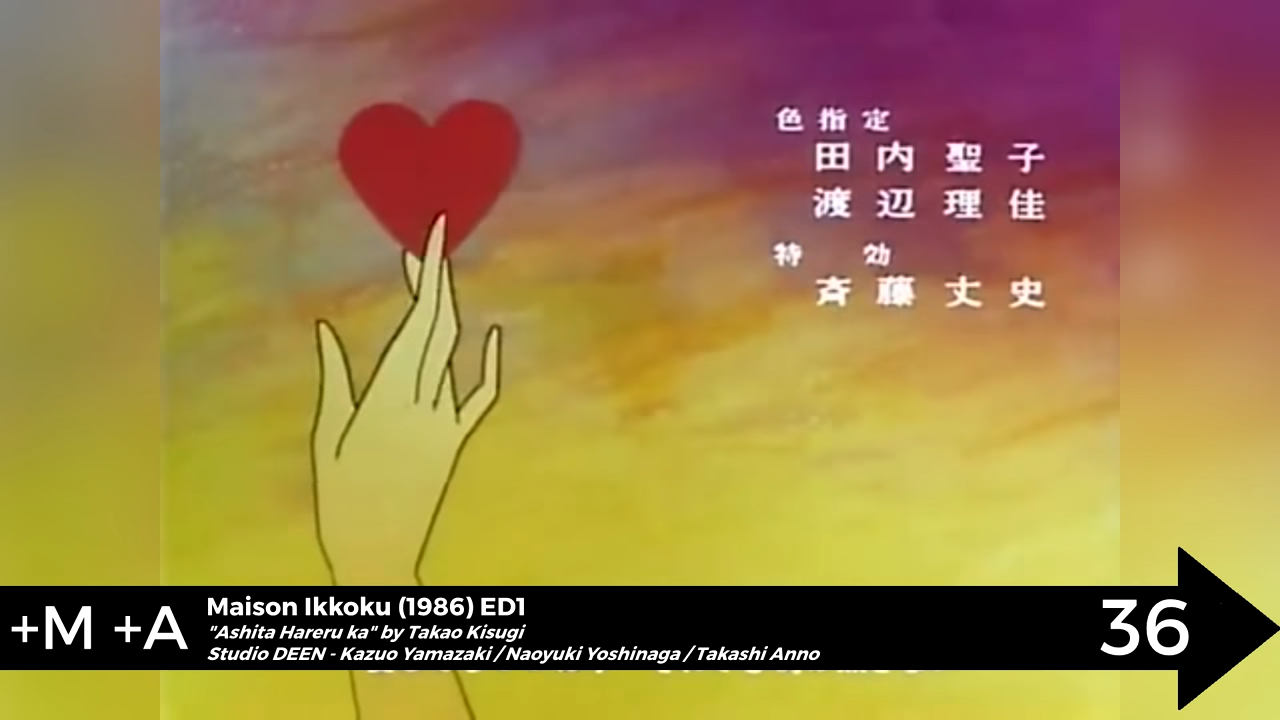 色指定
田内聖子
渡辺理佳
特 効
斉藤丈史
+M +A
Maison Ikkoku (1986) ED1
"Ashita Hareru ka" by Takao Kisugi
Studio DEEN - Kazuo Yamazaki / Naoyuki Yoshinaga / Takashi Anno
36